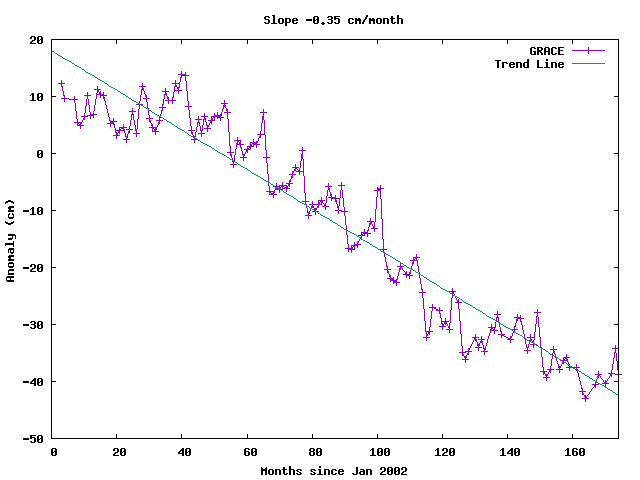 Slope -0.35 cm/month
20
10
0
-10
-20
-30
-40
-50
Anomaly (cm)
GRACE
Trend Line
0 20 40 60 80 100 120 140 160
Months since Jan 2002